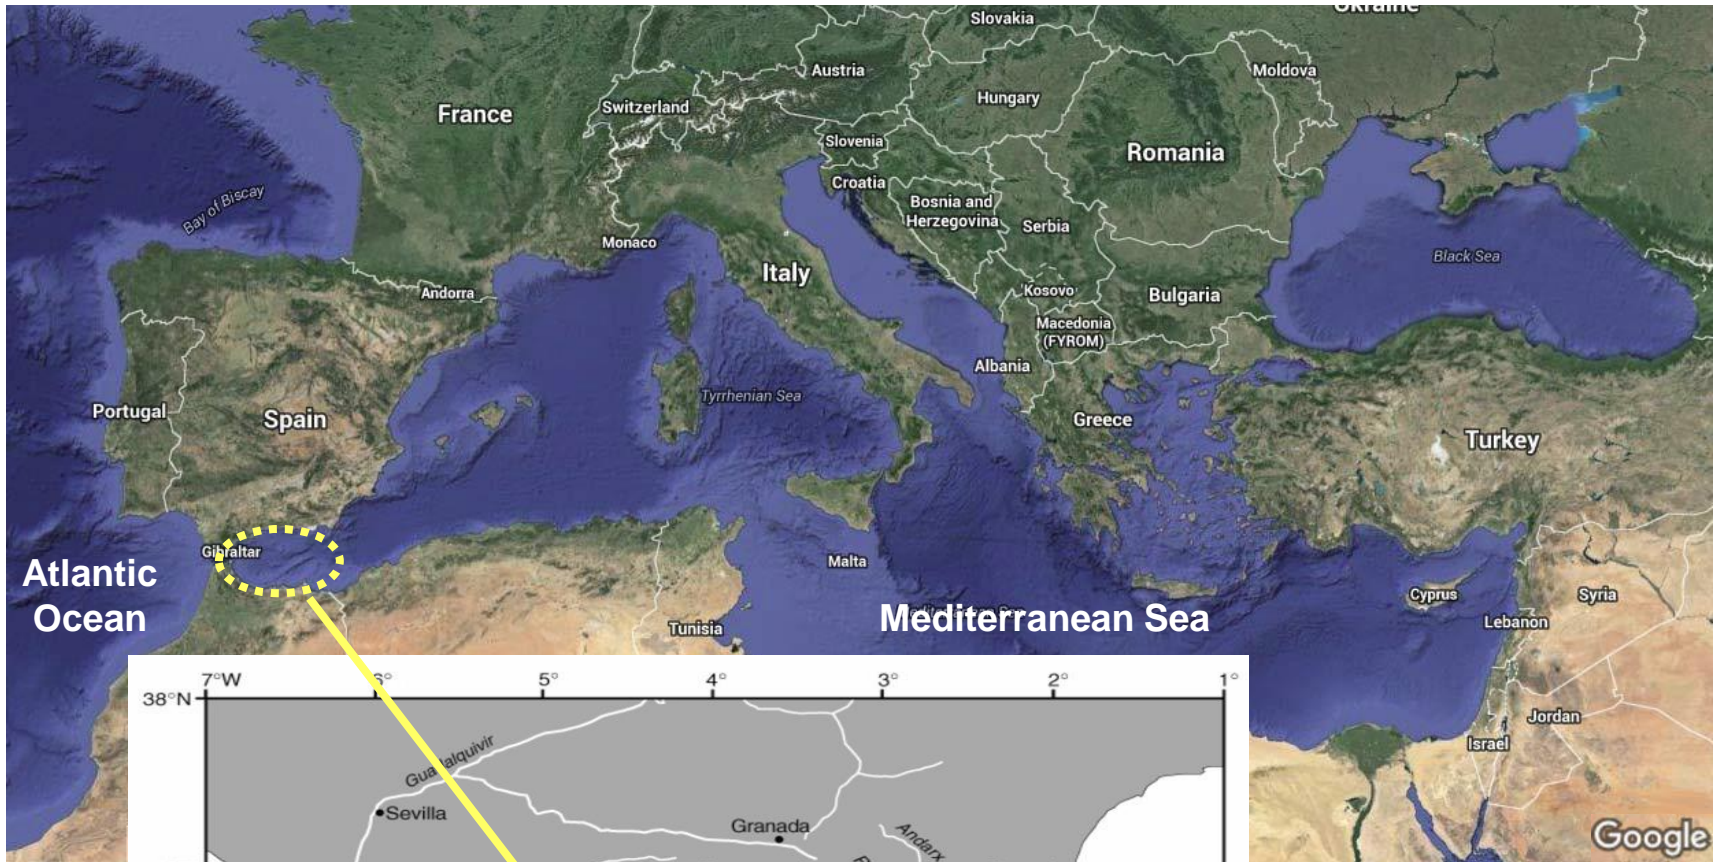 Slovakia
Austria
Moldova
France
Switzerland
Hungary
Slovenia
Romania
Croatia
Bay of Biscay
Bosnia and
Herzegovina
Serbia
Monaco
Black Sea
Italy
Andorra
Kosovo
Bulgaria
Macedonia
(FYROM)
Albania
Tyrrhenian Sea
Portugal
Spain
Greece
Turkey
Gibraltar
Malta
Atlantic
Ocean
Cyprus
Syria
Mediterranean Sea
Lebanon
Tunisia
7°W
6°
5°
4°
3°
2°
1°
38°N
Jordan
Israel
Guadalquivir
Sevilla
Granada
Andarx
Google